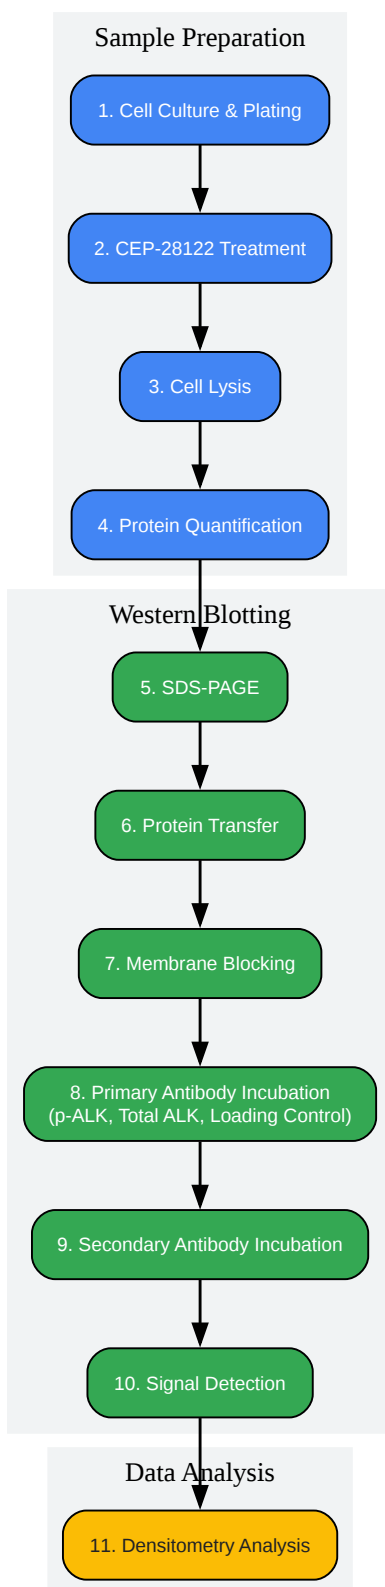 Sample Preparation
1. Cell Culture & Plating
2. CEP-28122 Treatment
3. Cell Lysis
4. Protein Quantification
Western Blotting
5. SDS-PAGE
6. Protein Transfer
7. Membrane Blocking
8. Primary Antibody Incubation
(p-ALK, Total ALK, Loading Control)
9. Secondary Antibody Incubation
10. Signal Detection
Data Analysis
11. Densitometry Analysis